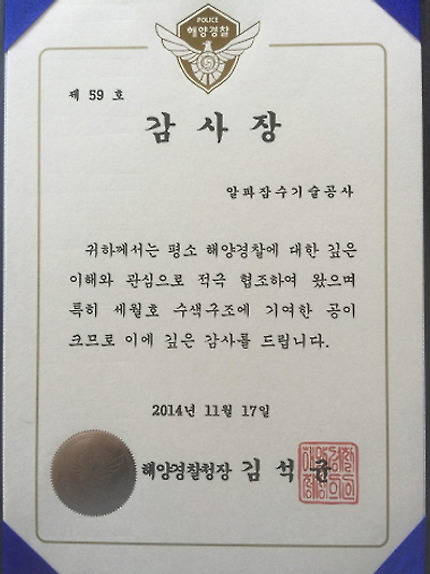 POLICE
해양경찰
제 59 호
감 사 장
알파잠수기술공사
귀하께서는 평소 해양경찰에 대한 깊은
이해와 관심으로 적극 협조하여 왔으며
특히 세월호 수색구조에 기여한 공이
크므로 이에 깊은 감사를 드립니다.
2014년 11월 17일
해양경찰청장 김 석 균